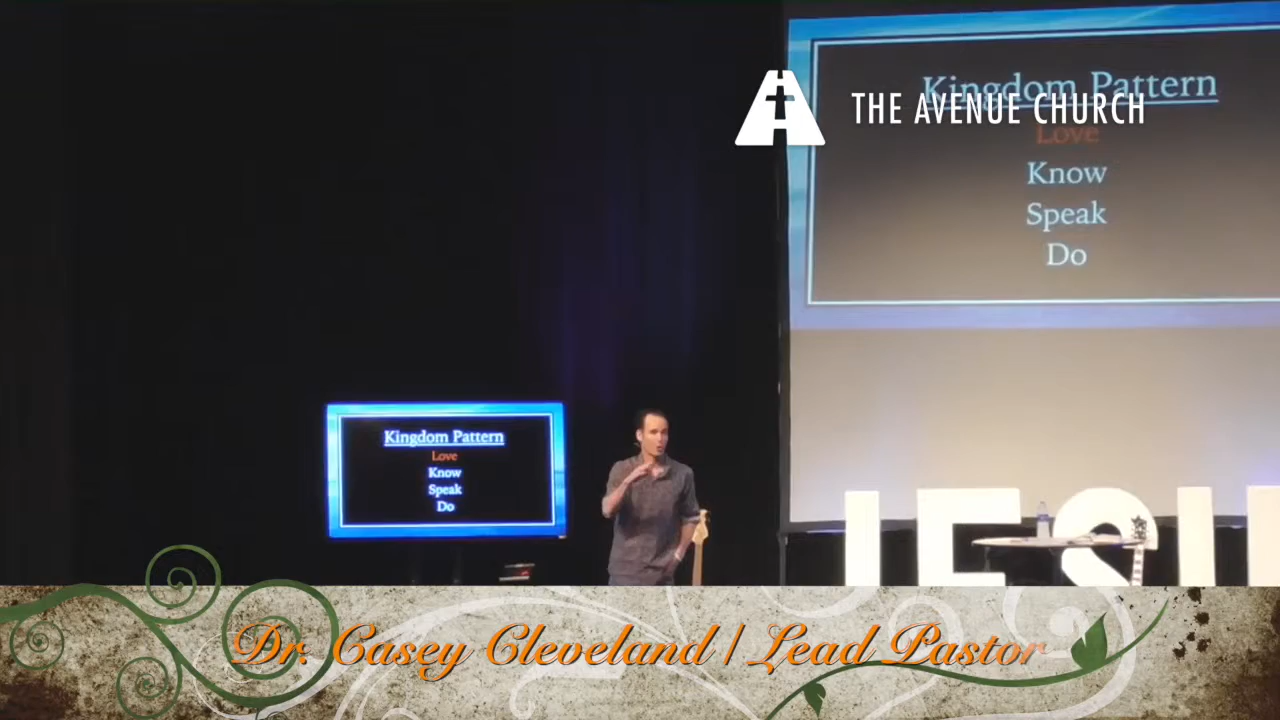 Kingdom Pattern
THE AVENUE CHURCH
Love
Know
Speak
Do
Kingdom Pattern
Love
Know
Speak
Do
JESU
Dr. Casey Cleveland / Lead Pastor